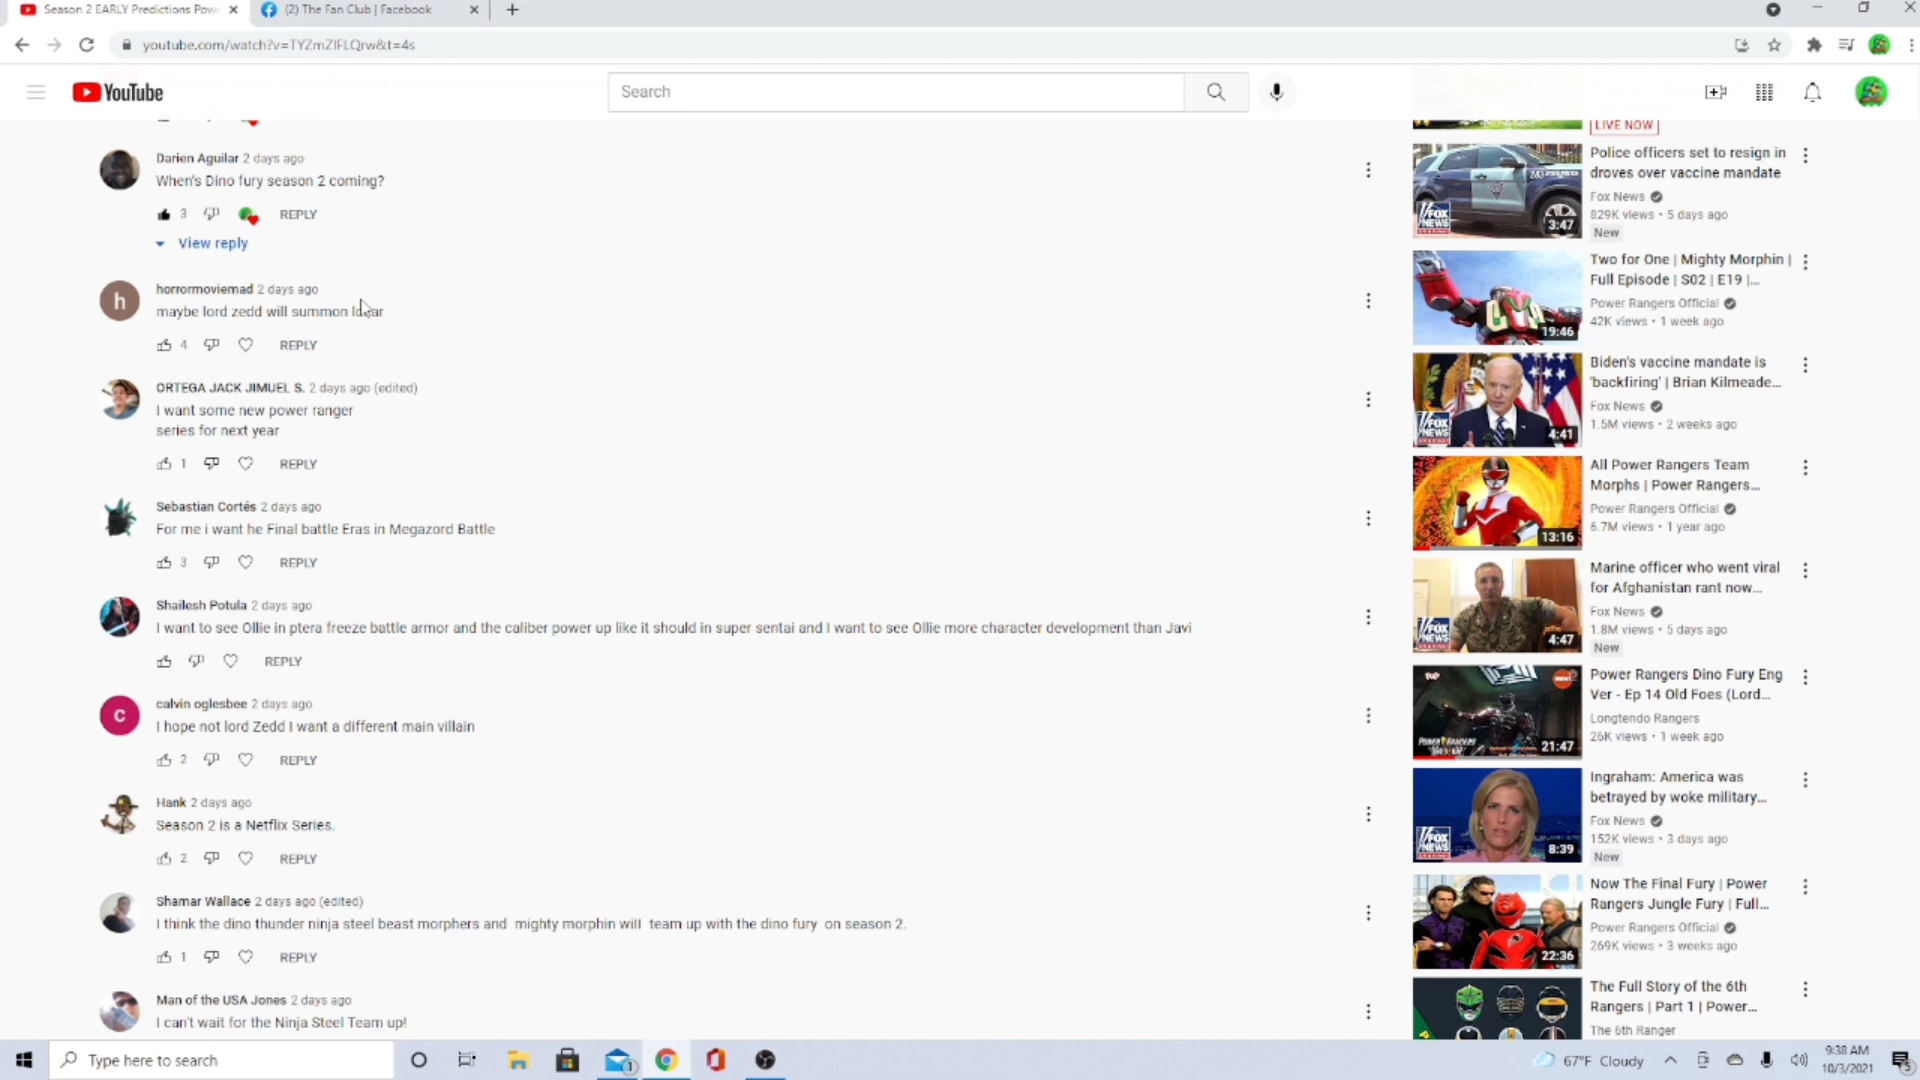 Season 2 EARLY Predictions Powe
(2) The Fan Club | Facebook
youtube.com/watch?v=TYZmZIFLQrw&t=4s
YouTube
Search
Darien Aguilar 2 days ago
When's Dino fury season 2 coming?
3 REPLY
View reply
h
horrormoviemad 2 days ago
maybe lord zedd will summon
4 REPLY
ORTEGA JACK JIMUEL S. 2 days ago (edited)
I want some new power ranger
series for next year
1 REPLY
Sebastian Cortés 2 days ago
For me i want he Final battle Eras in Megazord Battle
3 REPLY
Shailesh Potula 2 days ago
I want to see Ollie in ptera freeze battle armor and the caliber power up like it should in super sentai and I want to see Ollie more character development than Javi
REPLY
c
calvin oglesbee 2 days ago
I hope not lord Zedd I want a different main villain
2 REPLY
Hank 2 days ago
Season 2 is a Netflix Series.
2 REPLY
Shamar Wallace 2 days ago (edited)
I think the dino thunder ninja steel beast morphers and mighty morphin will team up with the dino fury on season 2.
1 REPLY
Man of the USA Jones 2 days ago
I can't wait for the Ninja Steel Team up!
LIVE NOW
Police officers set to resign in
droves over vaccine mandate
Fox News
829K views • 5 days ago
New
FOX
NEWS
3:47
Two for One | Mighty Morphin |
Full Episode | S02 | E19 |...
Power Rangers Official
42K views • 1 week ago
19:46
Biden's vaccine mandate is
'backfiring' | Brian Kilmeade...
Fox News
1.5M views • 2 weeks ago
FOX
NEWS
4:41
All Power Rangers Team
Morphs | Power Rangers...
Power Rangers Official
6.7M views • 1 year ago
13:16
Marine officer who went viral
for Afghanistan rant now...
Fox News
1.8M views • 5 days ago
New
FOX
NEWS
4:47
Power Rangers Dino Fury Eng
Ver - Ep 14 Old Foes (Lord...
Longtendo Rangers
26K views • 1 week ago
21:47
Ingraham: America was
betrayed by woke military...
Fox News
152K views • 3 days ago
New
FOX
NEWS
8:39
Now The Final Fury | Power
Rangers Jungle Fury | Full...
Power Rangers Official
269K views • 3 weeks ago
22:36
The Full Story of the 6th
Rangers | Part 1 | Power...
The 6th Ranger
Type here to search
1
67°F Cloudy
9:38 AM
10/3/2021
5